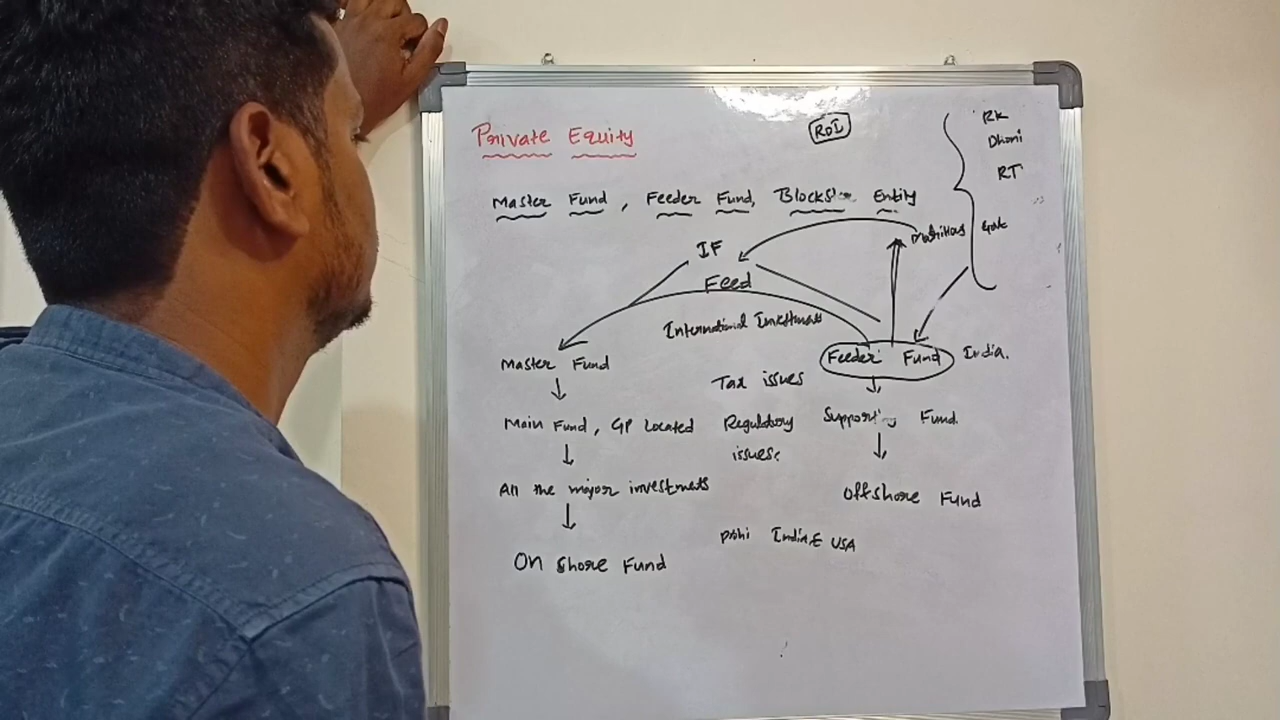 Private Equity
ROI
RK
Dhoni
RT
Master Fund, Feeder Fund, Entity
IF
Feed
International Investments
Master Fund
Feeder Fund India.
Tax issues
Main Fund, GP Located
Regulatory
issues
Supporting Fund
All the major investments
Offshore Fund
India & USA
On shore Fund